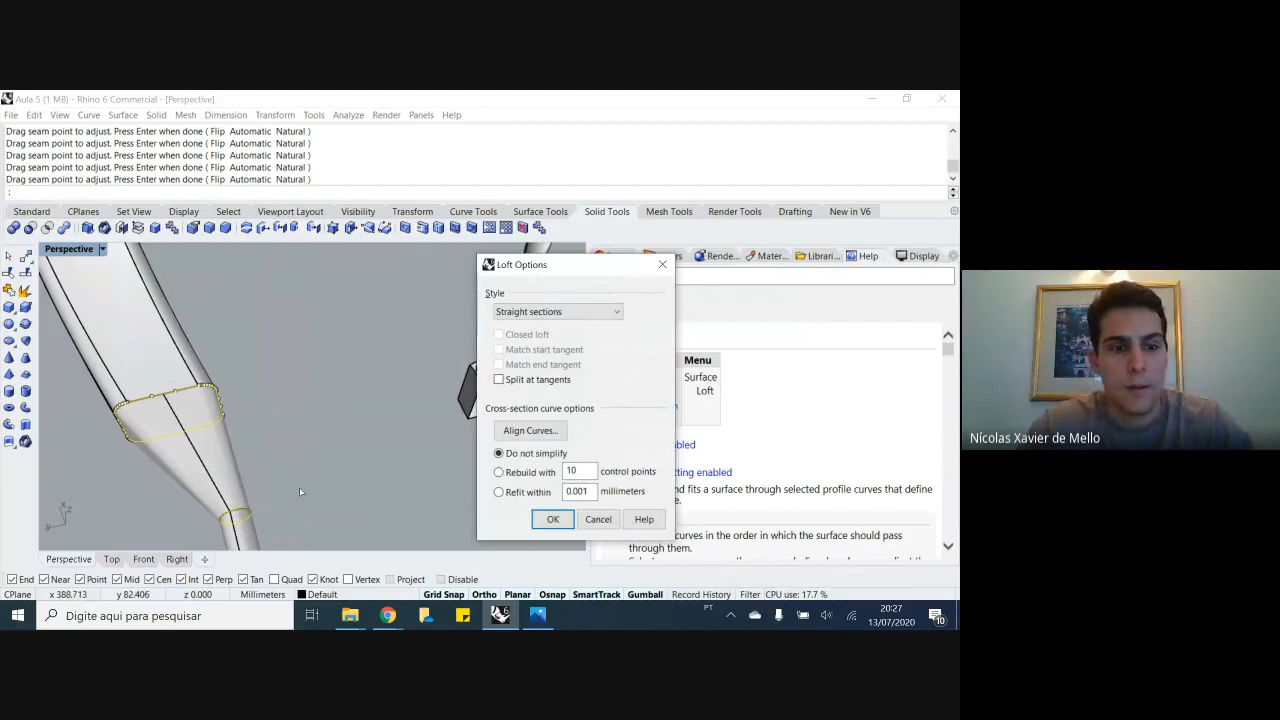 Aula 5 (1 MB) - Rhino 6 Commercial - [Perspective]
File Edit View Curve Surface Solid Mesh Dimension Transform Tools Analyze Render Panels Help
Drag seam point to adjust. Press Enter when done ( Flip Automatic Natural )
Drag seam point to adjust. Press Enter when done ( Flip Automatic Natural )
Drag seam point to adjust. Press Enter when done ( Flip Automatic Natural )
Drag seam point to adjust. Press Enter when done ( Flip Automatic Natural )
Drag seam point to adjust. Press Enter when done ( Flip Automatic Natural )
:
Standard CPlanes Set View Display Select Viewport Layout Visibility Transform Curve Tools Surface Tools Solid Tools Mesh Tools Render Tools Drafting New in V6
Perspective
Rende... Mater... Librari... Help Display
Loft Options
Style
Straight sections
Closed loft
Match start tangent
Match end tangent
Split at tangents
Cross-section curve options
Align Curves...
Do not simplify
Rebuild with 10 control points
Refit within 0.001 millimeters
OK Cancel Help
Menu
Surface
Loft
tting enabled
nd fits a surface through selected profile curves that define
curves in the order in which the surface should pass
through them.
z
x
y
Perspective Top Front Right
End Near Point Mid Cen Int Perp Tan Quad Knot Vertex Project Disable
CPlane x 388.713 y 82.406 z 0.000 Millimeters Default Grid Snap Ortho Planar Osnap SmartTrack Gumball Record History Filter CPU use: 17.7 %
Digite aqui para pesquisar
PT
20:27
13/07/2020
10
Nícolas Xavier de Mello